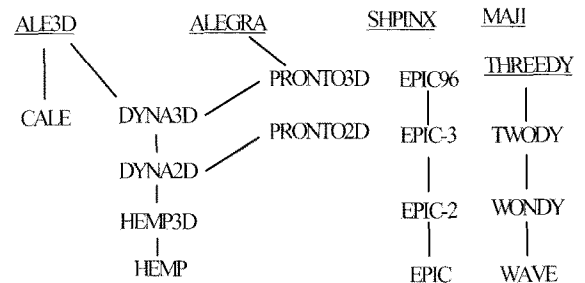 ALE3D ALEGRA SHPINX MAJI
THREEDY
PRONTO3D EPIC96
CALE DYNA3D PRONTO2D EPIC-3 TWODY
DYNA2D
HEMP3D EPIC-2 WONDY
HEMP EPIC WAVE